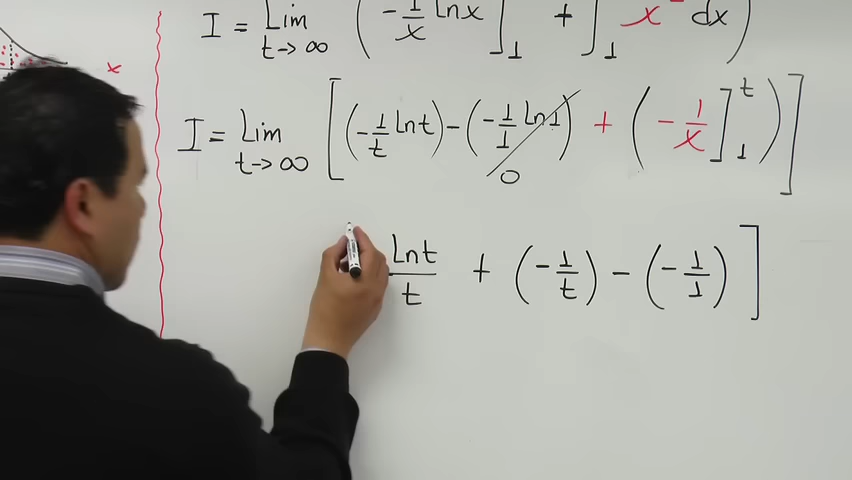 I = Lim t→∞ (-1/x lnx ]₁ + ∫₁ x⁻ dx)
x
I = Lim t→∞ [(-1/t lnt) - (-1/1 ln1) + (-1/x]₁ᵗ)]
0
lnt/t + (-1/t) - (-1/1)]